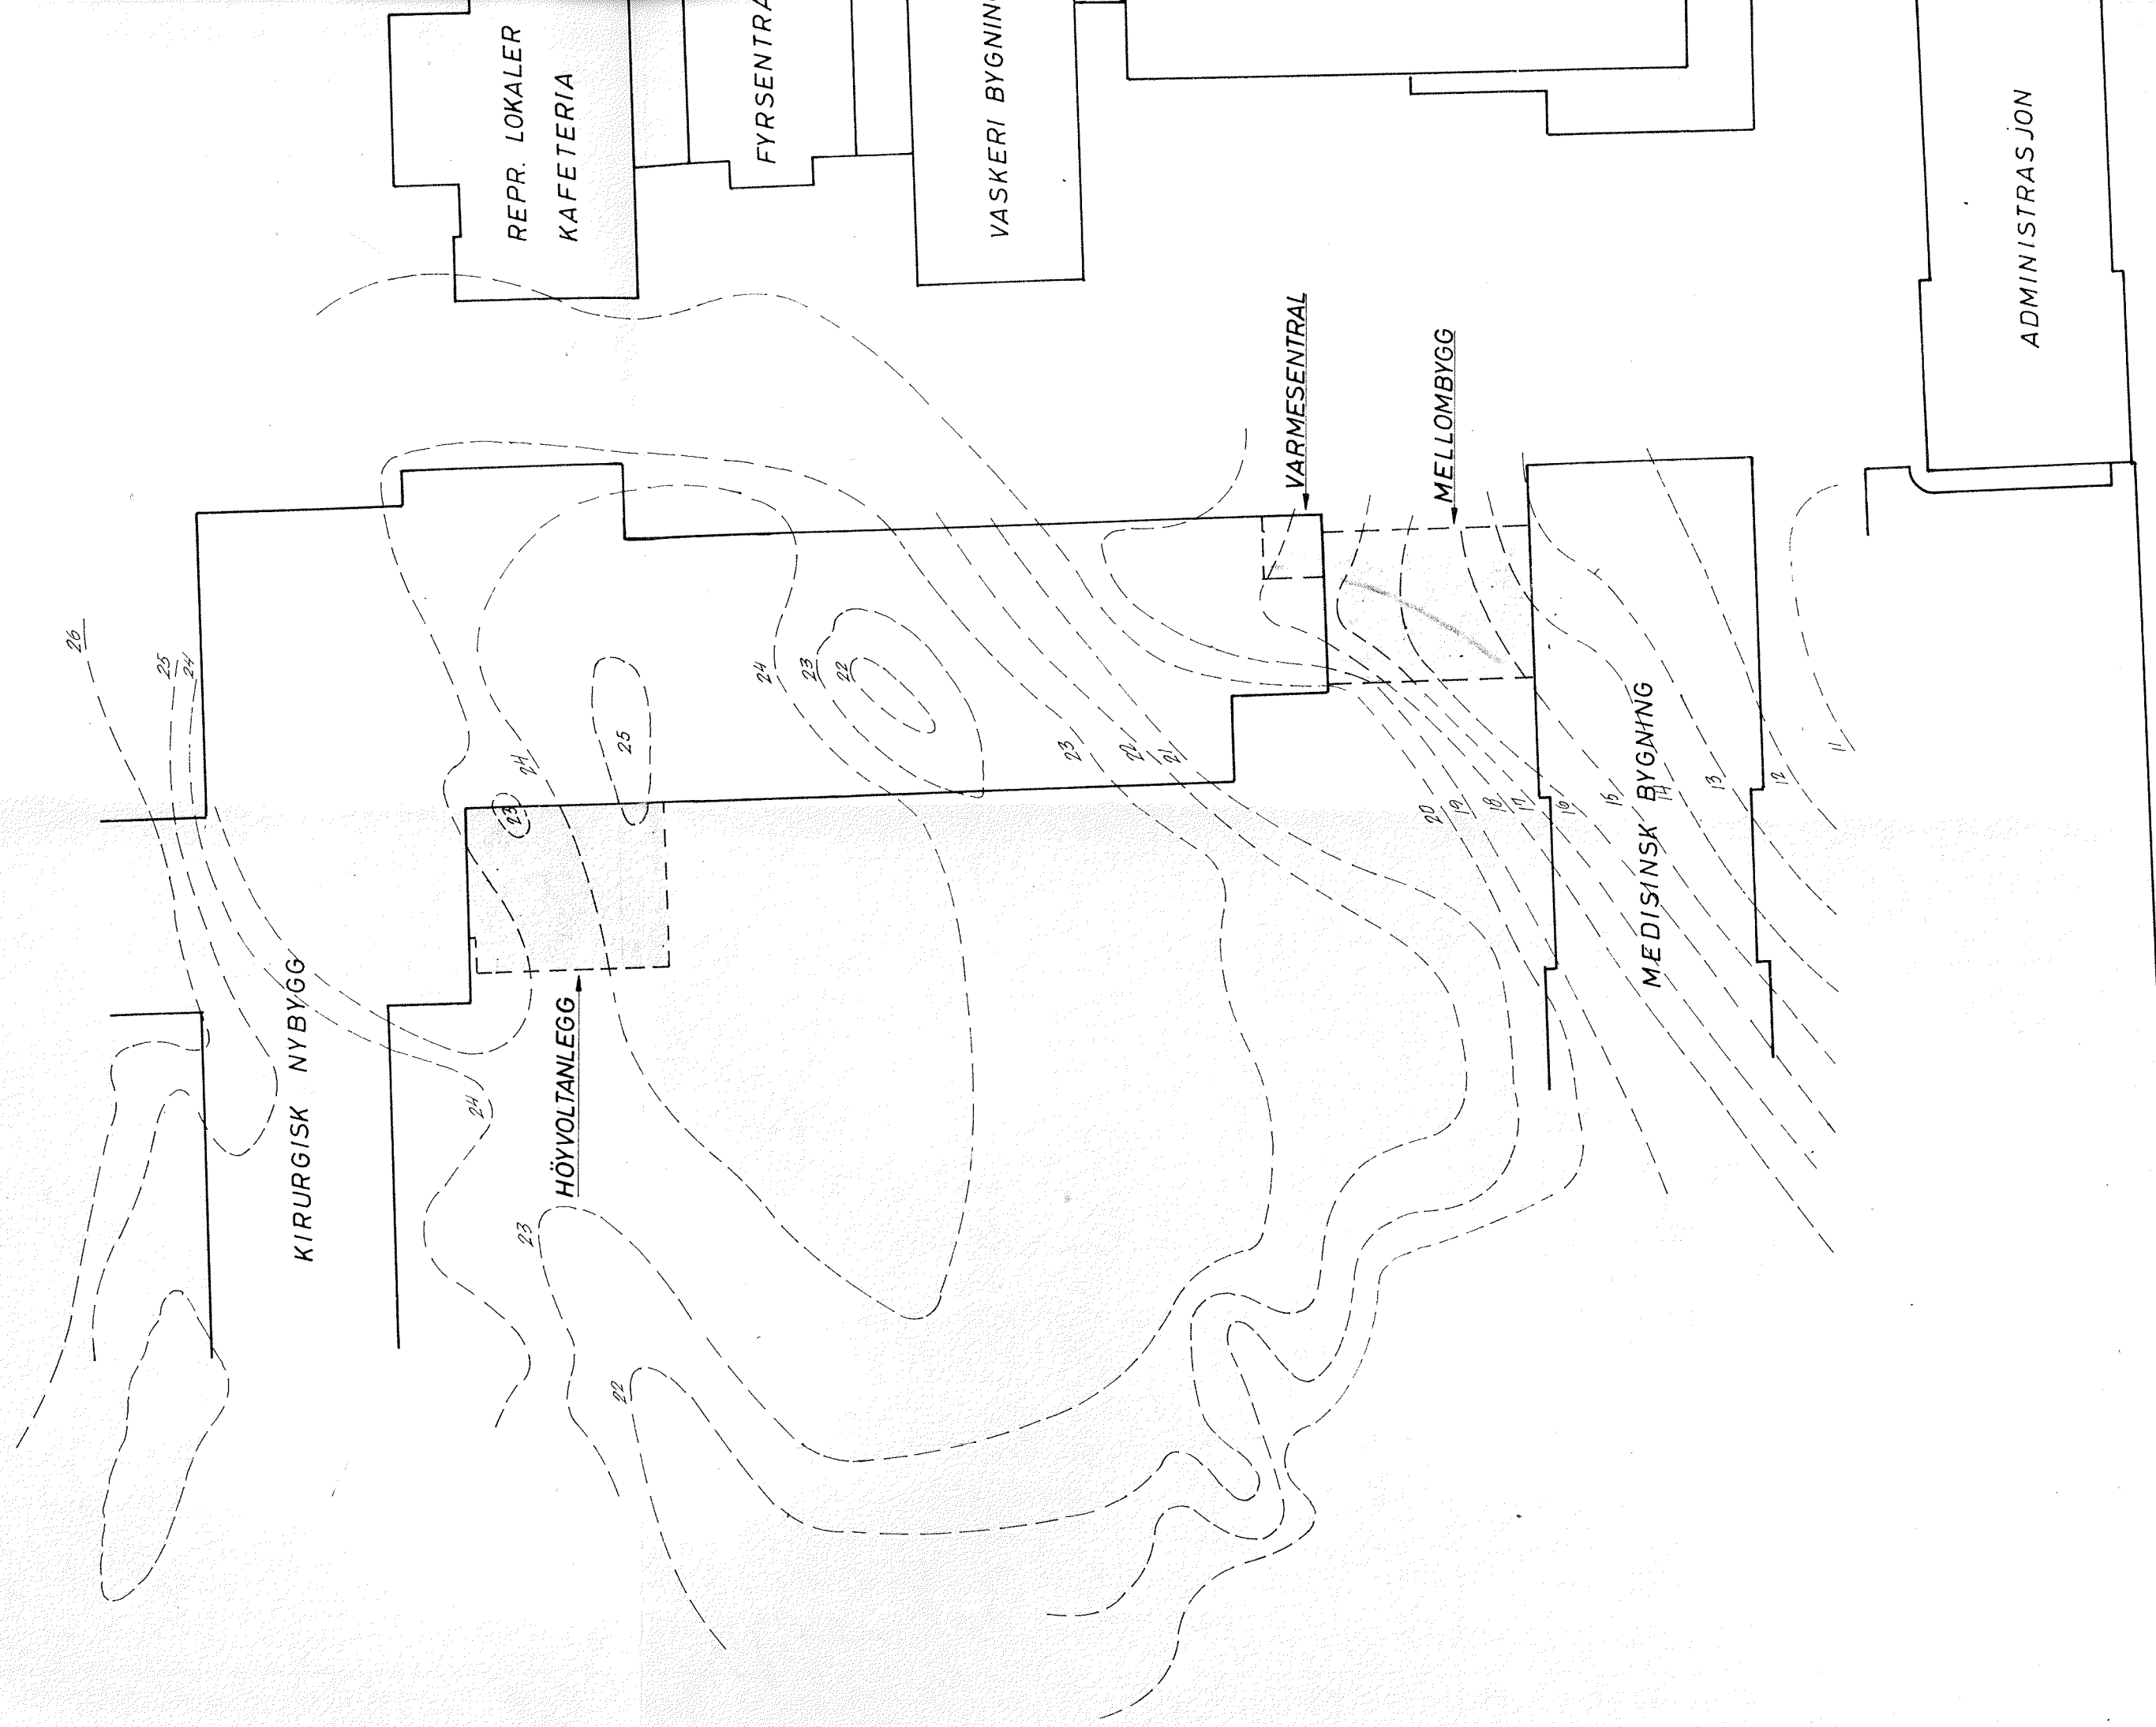 REPR. LOKALER
KAFETERIA
FYRSENTRA
VASKERI BYGNIN
ADMINISTRASJON
VARMESENTRAL
MELLOMBYGG
MEDISINSK BYGNING
KIRURGISK NYBYGG
HÖYVOLTANLEGG
26
25
24
24
23
25
24
23
22
23
22
21
20
19
18
17
16
15
14
13
12
11
24
23
22